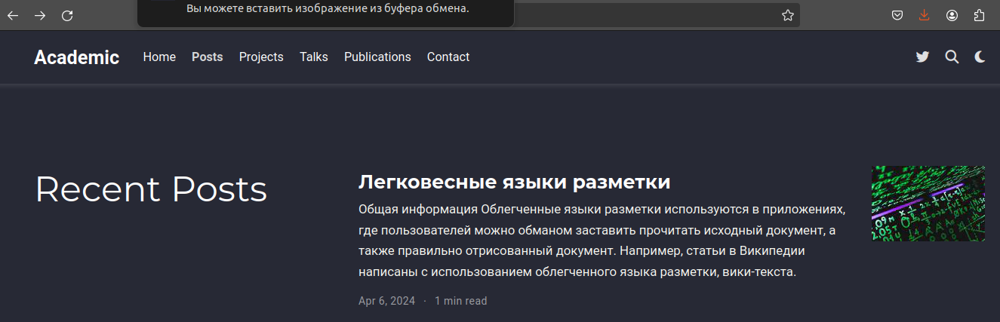 Вы можете вставить изображение из буфера обмена.
Academic Home Posts Projects Talks Publications Contact
Recent Posts
Легковесные языки разметки
Общая информация Облегченные языки разметки используются в приложениях,
где пользователей можно обманом заставить прочитать исходный документ, а
также правильно отрисованный документ. Например, статьи в Википедии
написаны с использованием облегченного языка разметки, вики-текста.
Apr 6, 2024 · 1 min read